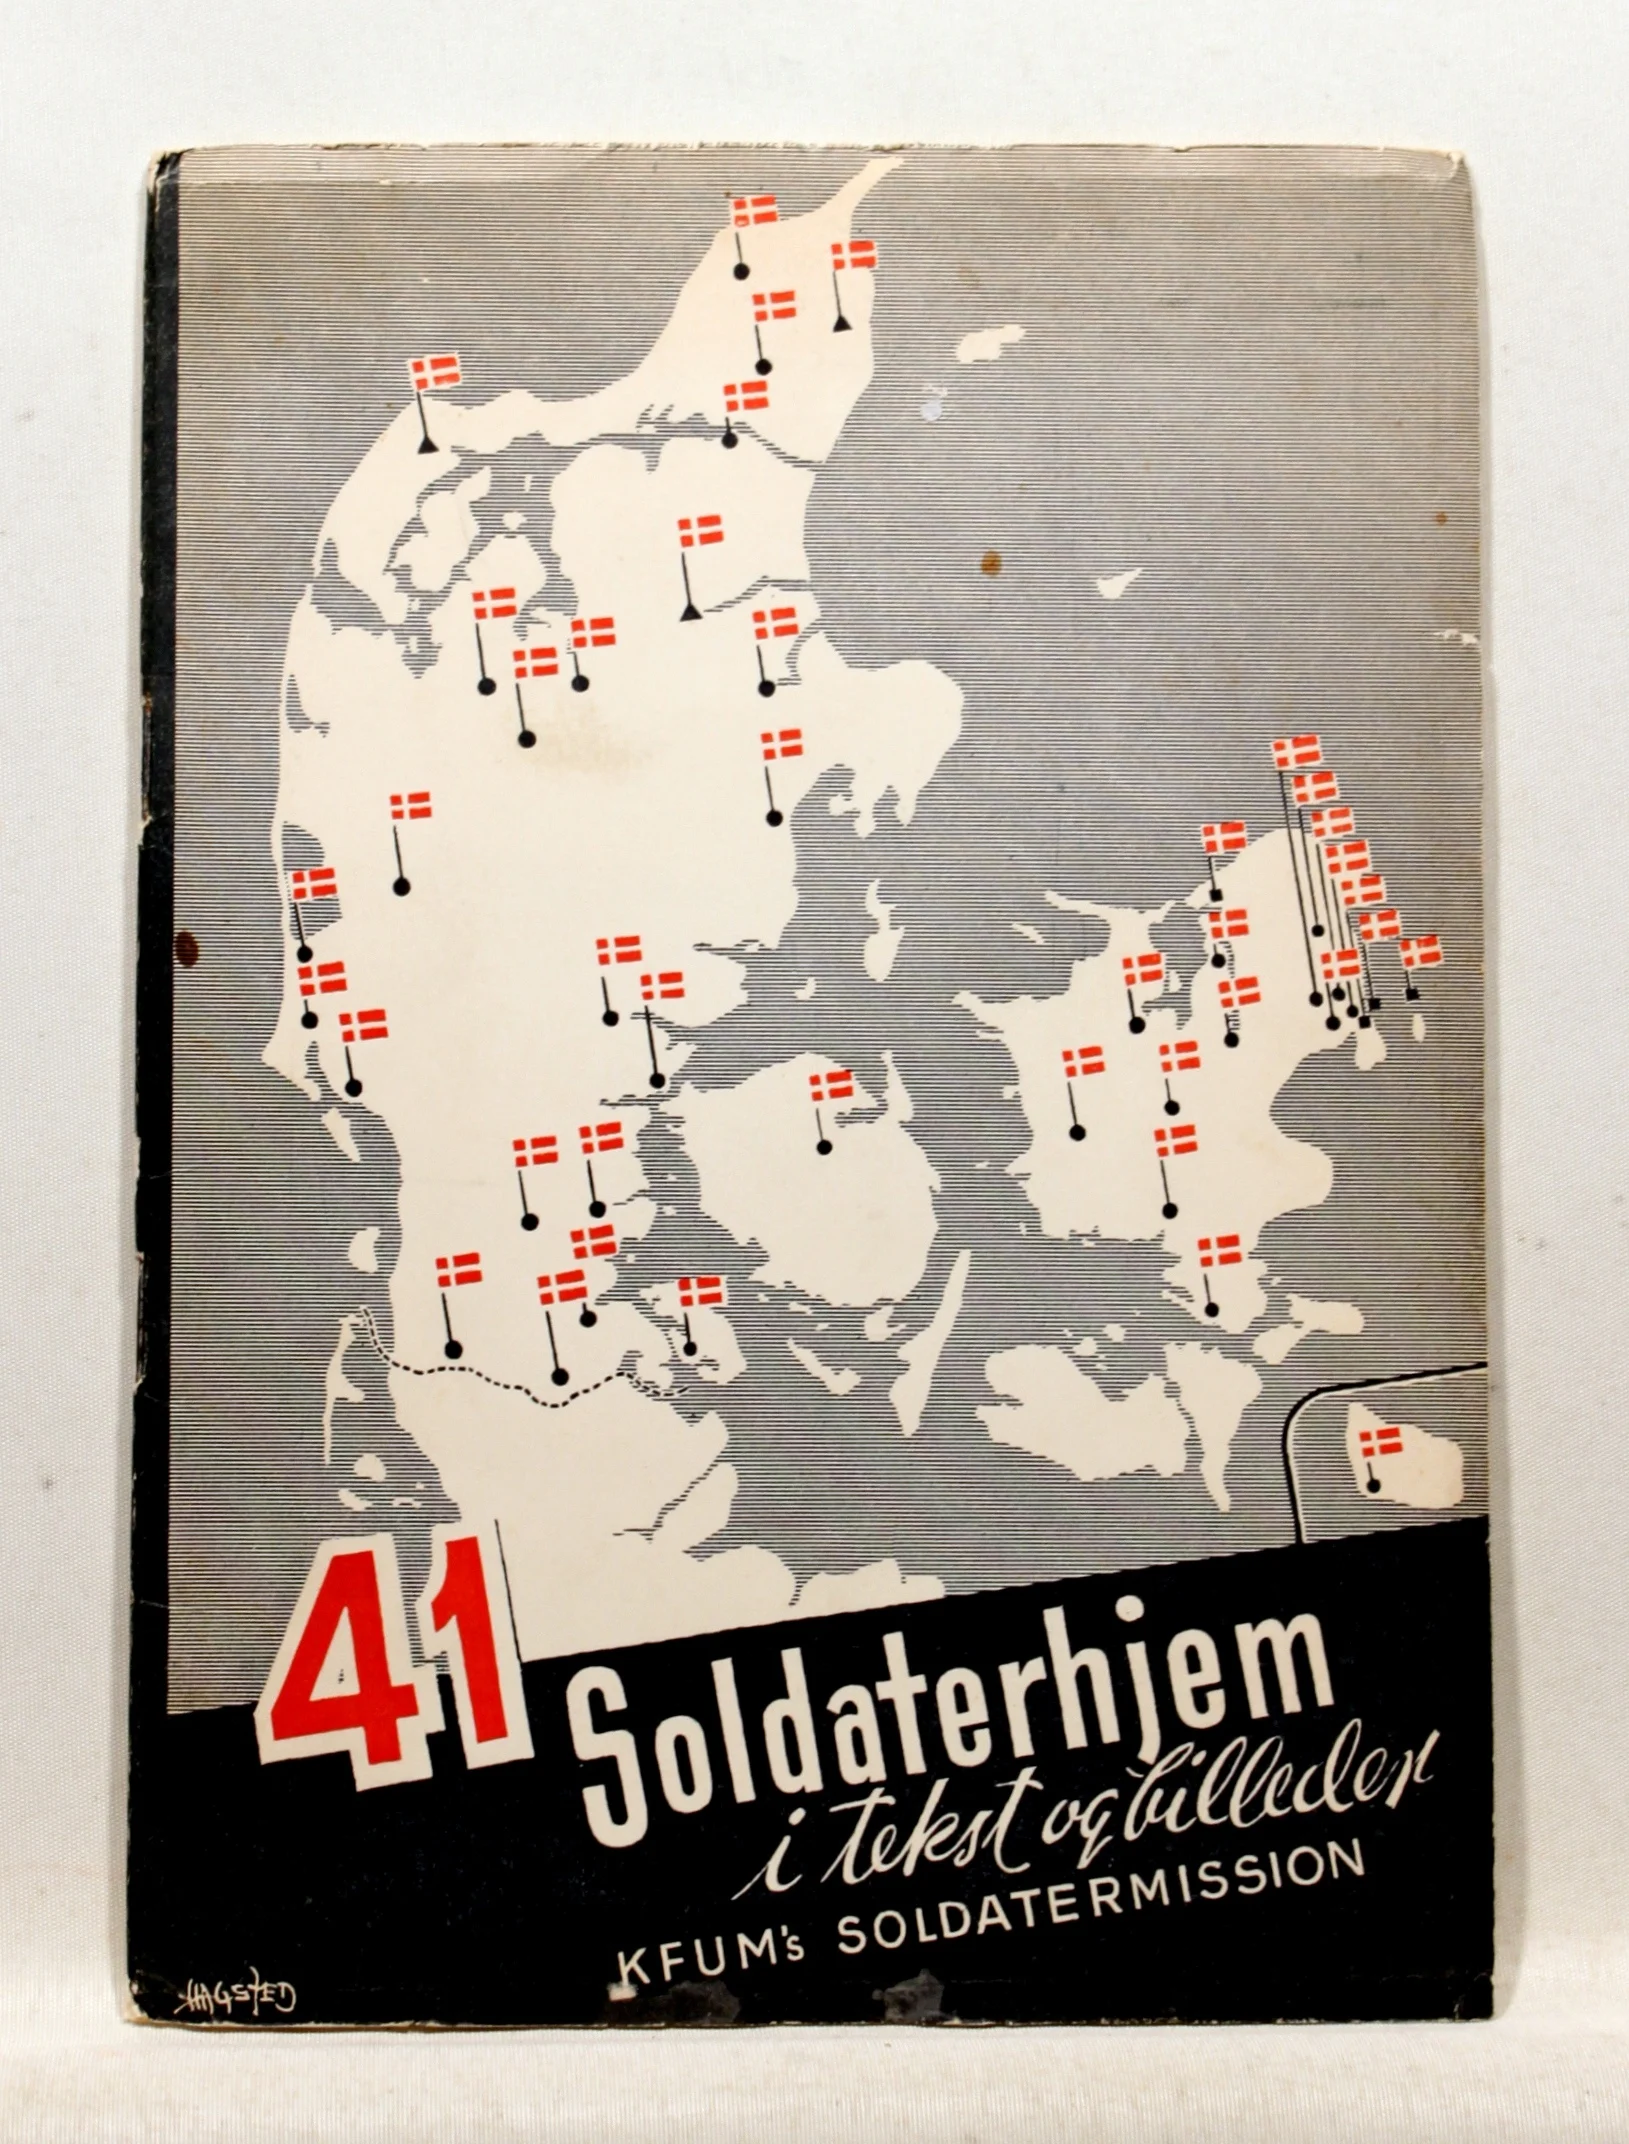 41 Soldaterhjem
i tekst og billeder
KFUM's SOLDATERMISSION
HAGSTED